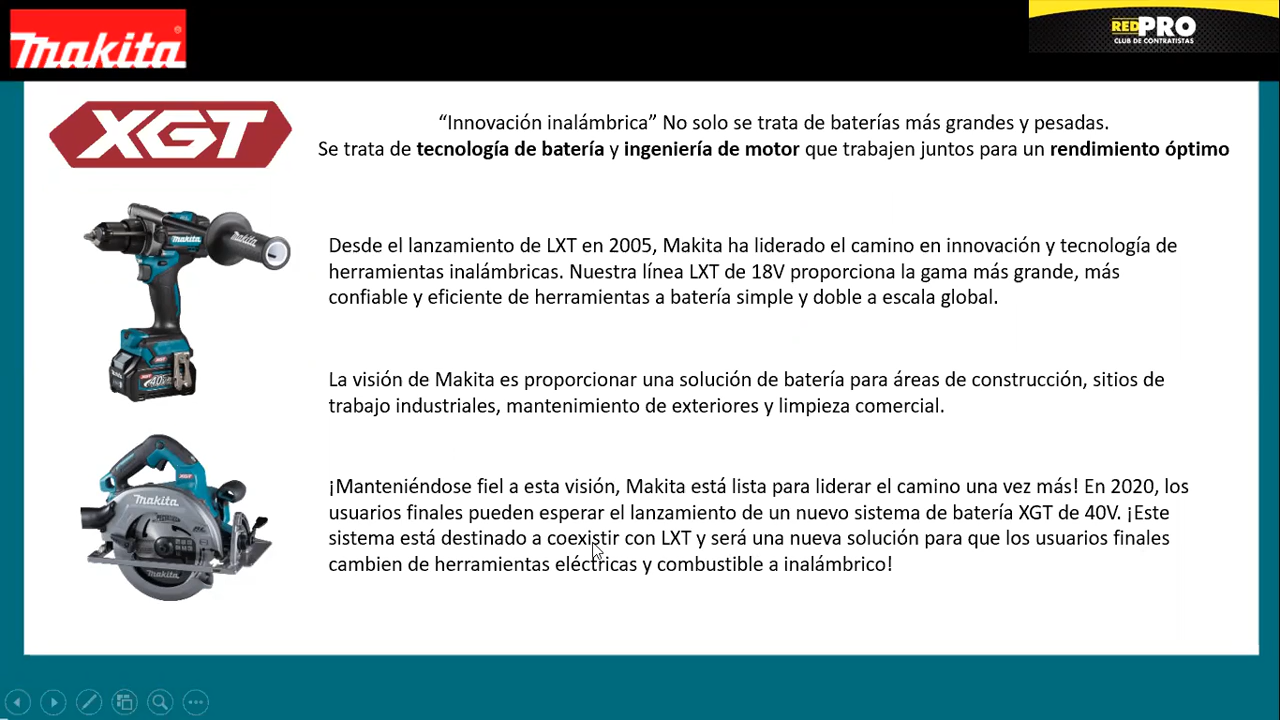 Makita
REDPRO
CLUB DE CONTRATISTAS
XGT
“Innovación inalámbrica” No solo se trata de baterías más grandes y pesadas.
Se trata de tecnología de batería y ingeniería de motor que trabajen juntos para un rendimiento óptimo
Desde el lanzamiento de LXT en 2005, Makita ha liderado el camino en innovación y tecnología de
herramientas inalámbricas. Nuestra línea LXT de 18V proporciona la gama más grande, más
confiable y eficiente de herramientas a batería simple y doble a escala global.
La visión de Makita es proporcionar una solución de batería para áreas de construcción, sitios de
trabajo industriales, mantenimiento de exteriores y limpieza comercial.
¡Manteniéndose fiel a esta visión, Makita está lista para liderar el camino una vez más! En 2020, los
usuarios finales pueden esperar el lanzamiento de un nuevo sistema de batería XGT de 40V. ¡Este
sistema está destinado a coexistir con LXT y será una nueva solución para que los usuarios finales
cambien de herramientas eléctricas y combustible a inalámbrico!
makita
makita
4.0
makita
makita